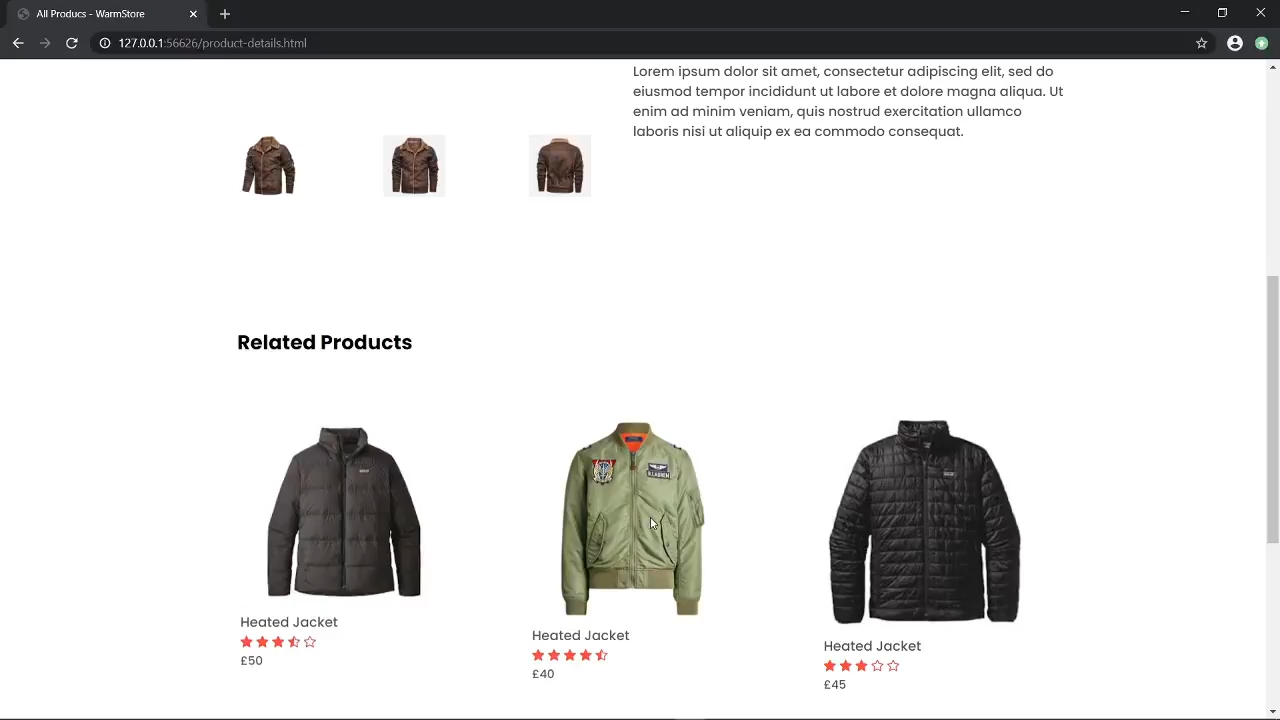 All Producs - WarmStore
127.0.0.1:56626/product-details.html
Lorem ipsum dolor sit amet, consectetur adipiscing elit, sed do
eiusmod tempor incididunt ut labore et dolore magna aliqua. Ut
enim ad minim veniam, quis nostrud exercitation ullamco
laboris nisi ut aliquip ex ea commodo consequat.
Related Products
Heated Jacket
£50
Heated Jacket
£40
Heated Jacket
£45